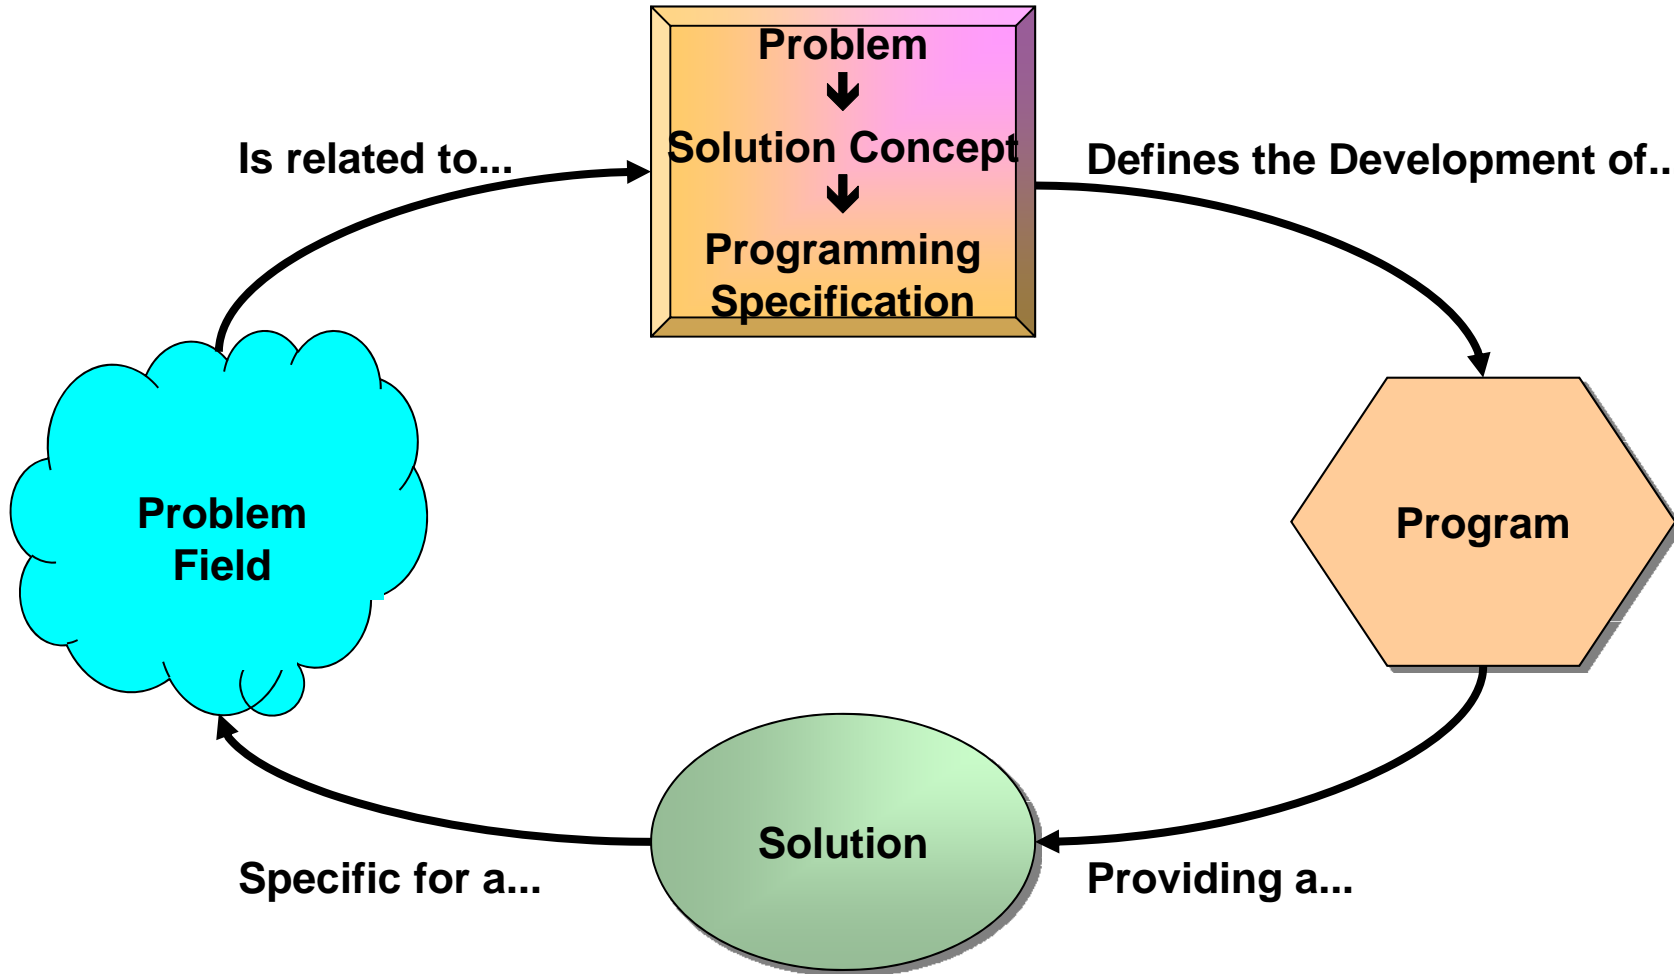 Problem
🡻
Solution Concept
🡻
Programming
Specification
Is related to...
Defines the Development of..
Problem
Field
Program
Solution
Specific for a...
Providing a...